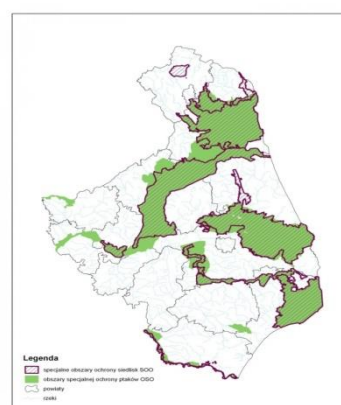 Legenda
specjalne obszary ochrony siedlisk SOO
obszary specjalnej ochrony ptaków OSO
powiaty
rzeki